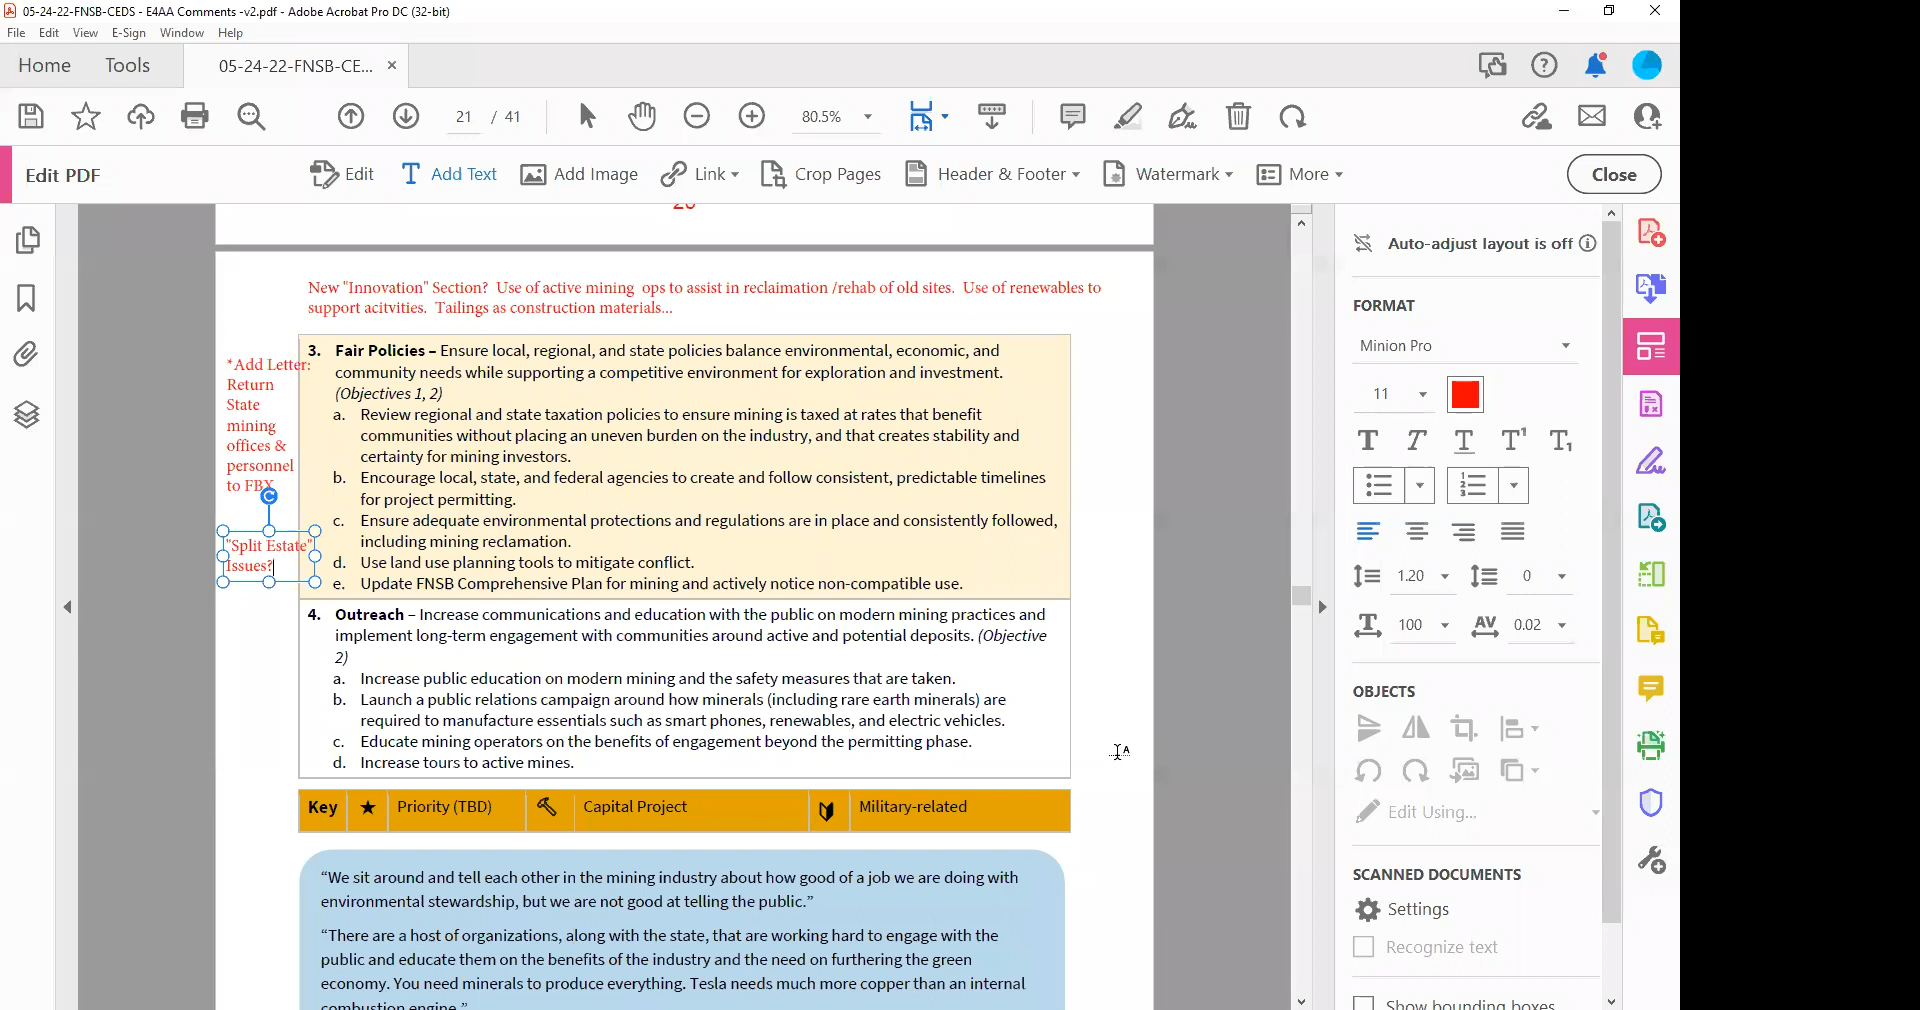 05-24-22-FNSB-CEDS - E4AA Comments -v2.pdf - Adobe Acrobat Pro DC (32-bit)
File Edit View E-Sign Window Help
Home Tools 05-24-22-FNSB-CE... ×
21 / 41 80.5%
Edit PDF Edit Add Text Add Image Link Crop Pages Header & Footer Watermark More Close
20
New "Innovation" Section? Use of active mining ops to assist in reclaimation /rehab of old sites. Use of renewables to
support acitvities. Tailings as construction materials...
*Add Letter:
Return
State
mining
offices &
personnel
to FBX
"Split Estate"
Issues?
3. Fair Policies – Ensure local, regional, and state policies balance environmental, economic, and
community needs while supporting a competitive environment for exploration and investment.
(Objectives 1, 2)
a. Review regional and state taxation policies to ensure mining is taxed at rates that benefit
communities without placing an uneven burden on the industry, and that creates stability and
certainty for mining investors.
b. Encourage local, state, and federal agencies to create and follow consistent, predictable timelines
for project permitting.
c. Ensure adequate environmental protections and regulations are in place and consistently followed,
including mining reclamation.
d. Use land use planning tools to mitigate conflict.
e. Update FNSB Comprehensive Plan for mining and actively notice non-compatible use.
4. Outreach – Increase communications and education with the public on modern mining practices and
implement long-term engagement with communities around active and potential deposits. (Objective
2)
a. Increase public education on modern mining and the safety measures that are taken.
b. Launch a public relations campaign around how minerals (including rare earth minerals) are
required to manufacture essentials such as smart phones, renewables, and electric vehicles.
c. Educate mining operators on the benefits of engagement beyond the permitting phase.
d. Increase tours to active mines.
Key Priority (TBD) Capital Project Military-related
“We sit around and tell each other in the mining industry about how good of a job we are doing with
environmental stewardship, but we are not good at telling the public.”
“There are a host of organizations, along with the state, that are working hard to engage with the
public and educate them on the benefits of the industry and the need on furthering the green
economy. You need minerals to produce everything. Tesla needs much more copper than an internal
combustion engine.”
Auto-adjust layout is off
FORMAT
Minion Pro
11
T T T T¹ T₁
1.20 0
100 AV 0.02
OBJECTS
Edit Using...
SCANNED DOCUMENTS
Settings
Recognize text
Show bounding boxes